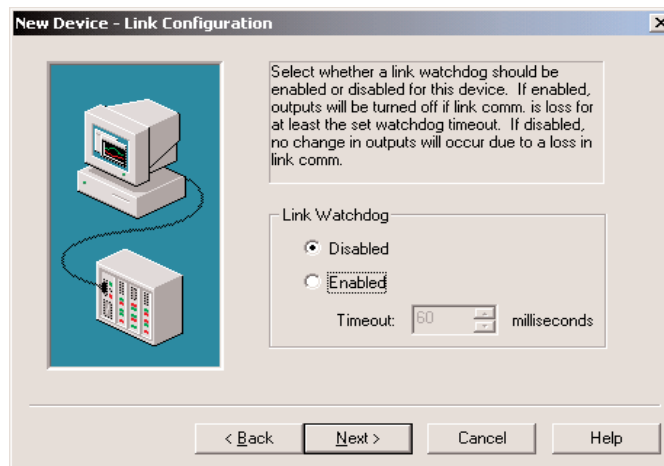 New Device - Link Configuration
Select whether a link watchdog should be
enabled or disabled for this device. If enabled,
outputs will be turned off if link comm. is loss for
at least the set watchdog timeout. If disabled,
no change in outputs will occur due to a loss in
link comm.
Link Watchdog
Disabled
Enabled
Timeout: 60 milliseconds
< Back Next > Cancel Help